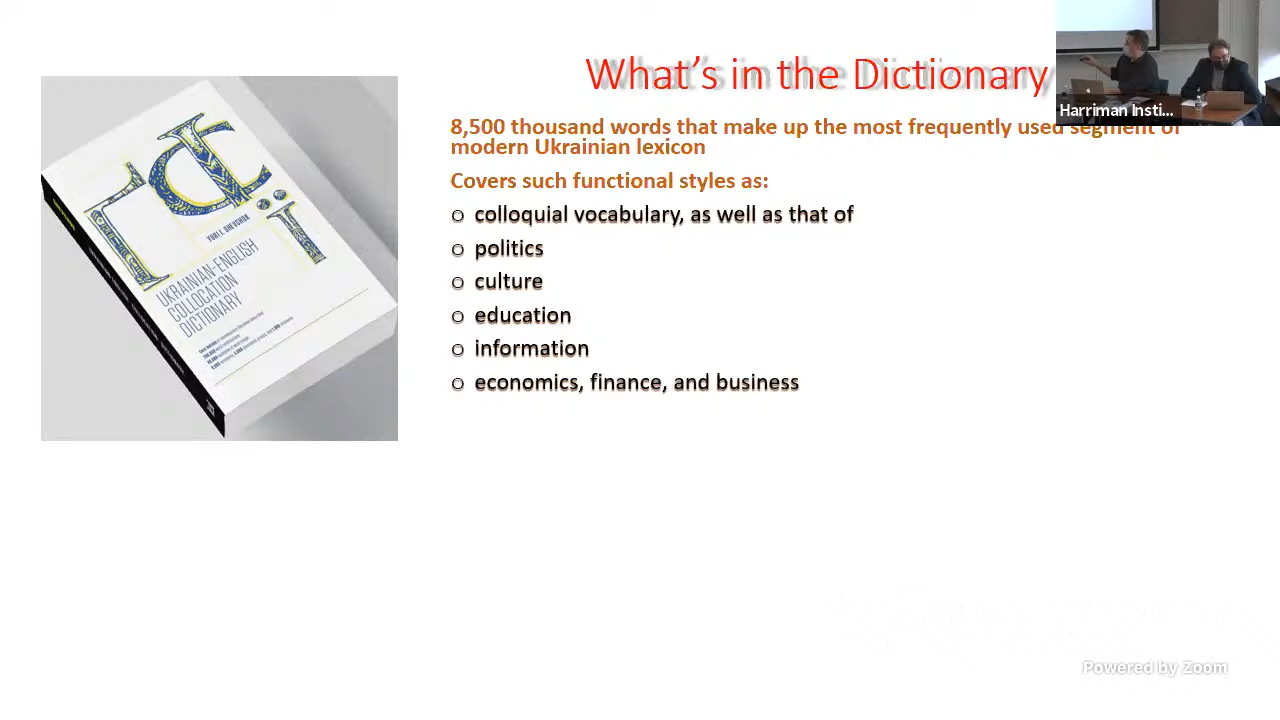 What's in the Dictionary
8,500 thousand words that make up the most frequently used segment of
modern Ukrainian lexicon
Covers such functional styles as:
o colloquial vocabulary, as well as that of
o politics
o culture
o education
o information
o economics, finance, and business
YURI I. SHEVCHUK
UKRAINIAN-ENGLISH
COLLOCATION
DICTIONARY
Harriman Insti...
Powered by Zoom